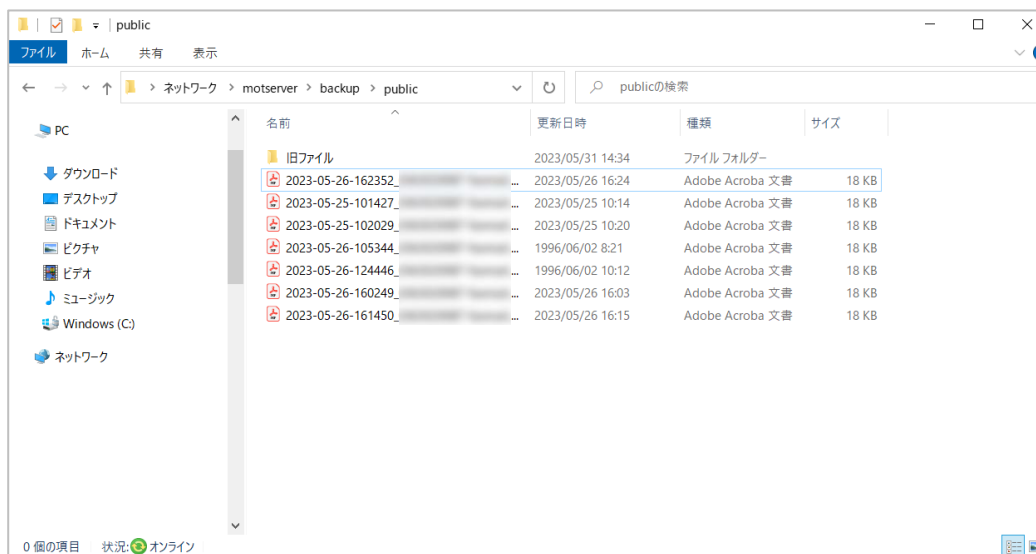 public
ファイル ホーム 共有 表示
ネットワーク > motserver > backup > public
publicの検索
PC
ダウンロード
デスクトップ
ドキュメント
ピクチャ
ビデオ
ミュージック
Windows (C:)
ネットワーク
名前 更新日時 種類 サイズ
旧ファイル 2023/05/31 14:34 ファイル フォルダー
2023-05-26-162352_ ... 2023/05/26 16:24 Adobe Acroba 文書 18 KB
2023-05-25-101427_ ... 2023/05/25 10:14 Adobe Acroba 文書 18 KB
2023-05-25-102029_ ... 2023/05/25 10:20 Adobe Acroba 文書 18 KB
2023-05-26-105344_ ... 1996/06/02 8:21 Adobe Acroba 文書 18 KB
2023-05-26-124446_ ... 1996/06/02 10:12 Adobe Acroba 文書 18 KB
2023-05-26-160249_ ... 2023/05/26 16:03 Adobe Acroba 文書 18 KB
2023-05-26-161450_ ... 2023/05/26 16:15 Adobe Acroba 文書 18 KB
0 個の項目 状況: オンライン